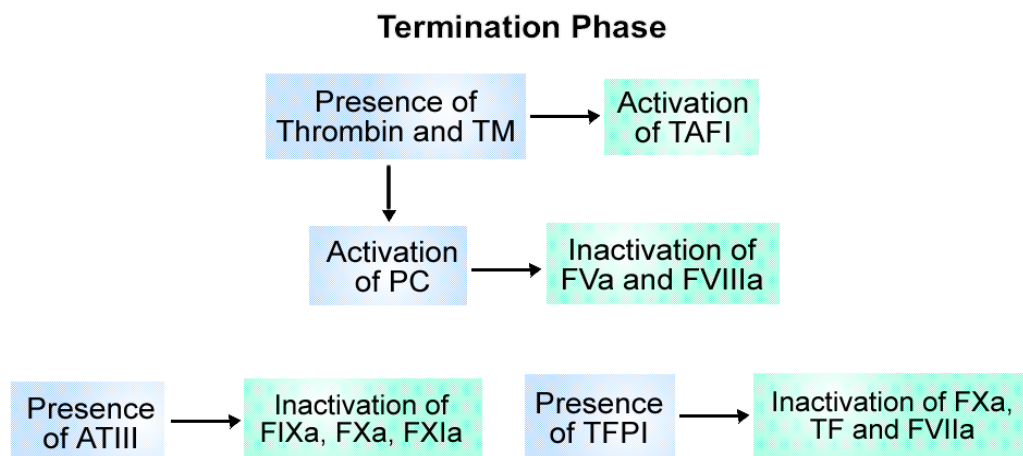 Termination Phase
Presence of
Thrombin and TM
Activation
of TAFI
Activation
of PC
Inactivation of
FVa and FVIIIa
Presence
of ATIII
Inactivation of
FIXa, FXa, FXIa
Presence
of TFPI
Inactivation of FXa,
TF and FVIIa